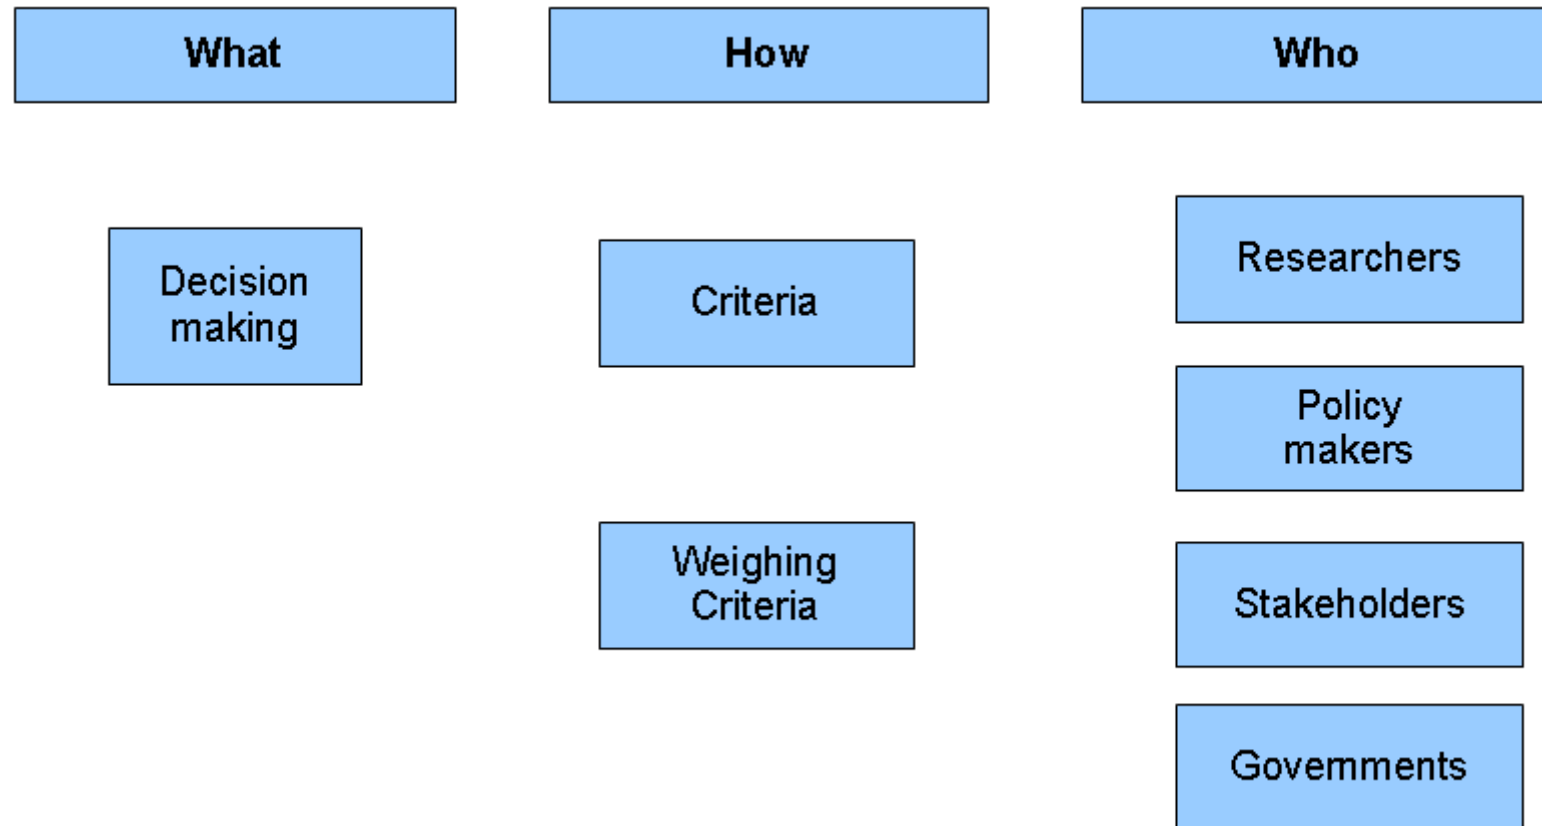 What
How
Who
Decision
making
Criteria
Weighing
Criteria
Researchers
Policy
makers
Stakeholders
Governments